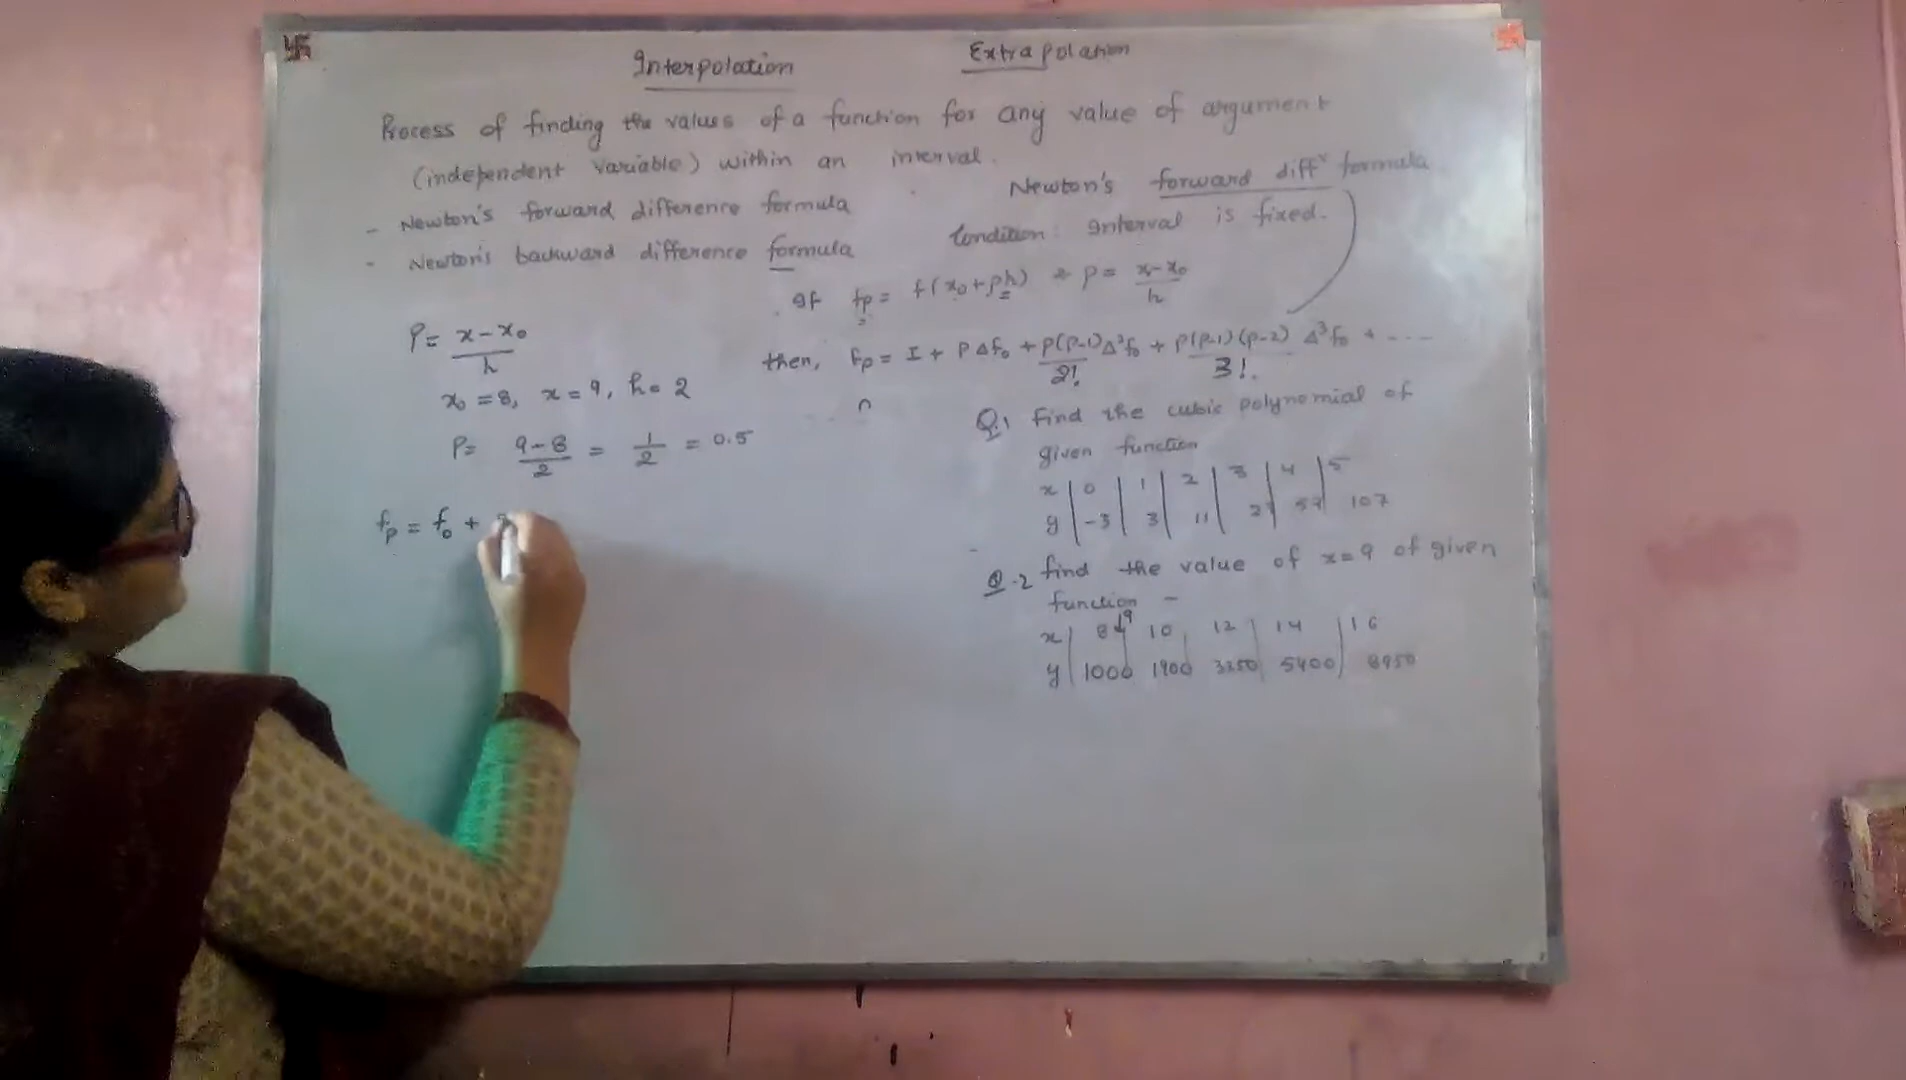 Interpolation
Extrapolation
Process of finding the values of a function for any value of argument
(independent variable) within an interval.
- Newton's forward difference formula
- Newton's backward difference formula
Newton's forward diffr formula
Condition: Interval is fixed.
If fp = f(x₀+ph) & p = (x-x₀)/h
then, fp = I + PΔf₀ + P(P-1)Δ²f₀/2! + P(P-1)(P-2) Δ³f₀/3! + ----
P = (x-x₀)/h
x₀ = 8, x = 9, h = 2
P = (9-8)/2 = 1/2 = 0.5
fp = f₀ +
Q.1 Find the cubic polynomial of
given function
x | 0 | 1 | 2 | 3 | 4 | 5
y | -3 | 3 | 11 | 27 | 57 107
Q.2 find the value of x=9 of given
function -
x | 8 ↓9 10 12 14 16
y | 1000 1900 3250 5400 8950